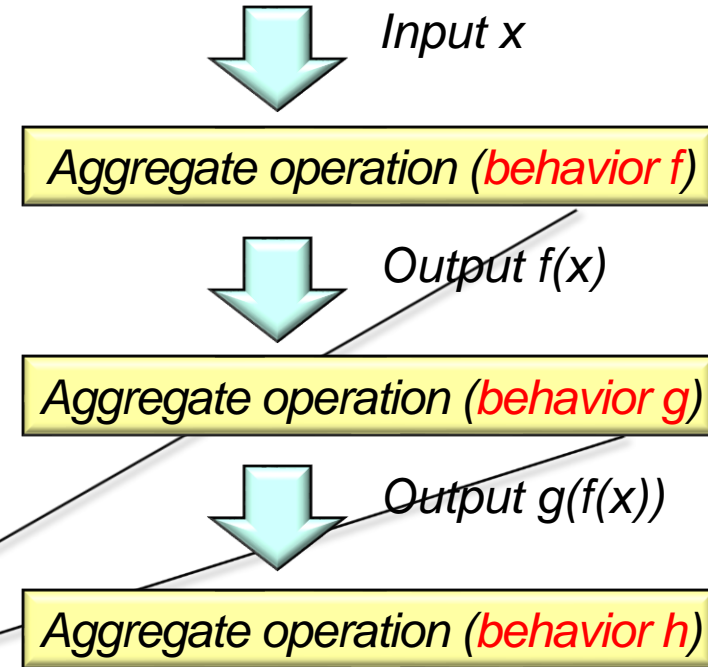 Input x
Aggregate operation (behavior f)
Output f(x)
Aggregate operation (behavior g)
Output g(f(x))
Aggregate operation (behavior h)